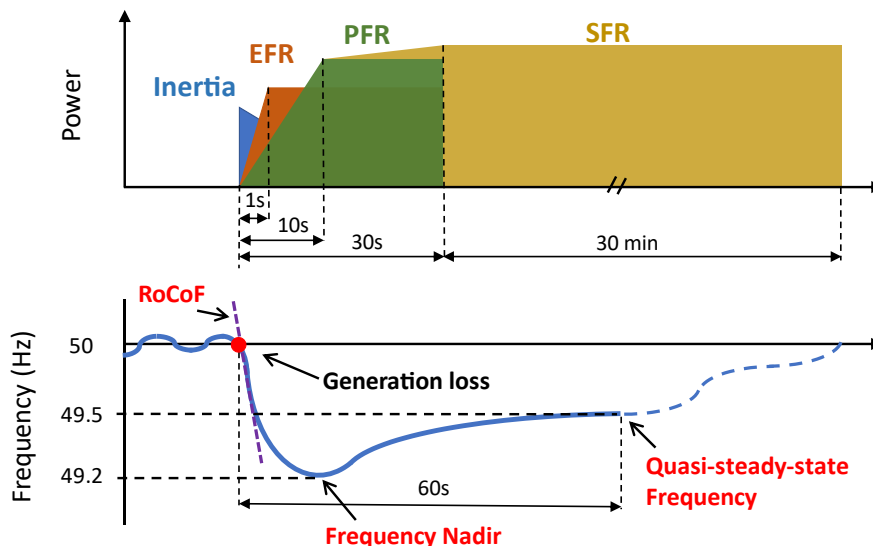 PFR
SFR
EFR
Inertia
Power
1s
10s
30s
30 min
RoCoF
50
Generation loss
Frequency (Hz)
49.5
49.2
Quasi-steady-state
Frequency
60s
Frequency Nadir